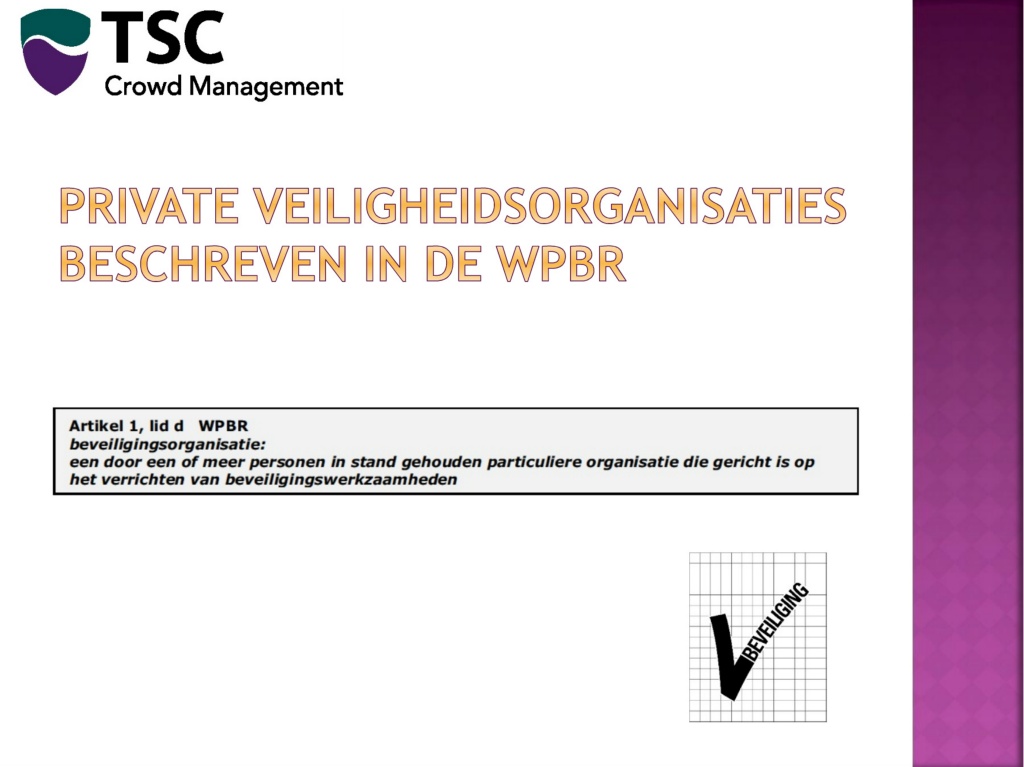 TSC
Crowd Management
PRIVATE VEILIGHEIDSORGANISATIES
BESCHREVEN IN DE WPBR
Artikel 1, lid d WPBR
beveiligingsorganisatie:
een door een of meer personen in stand gehouden particuliere organisatie die gericht is op
het verrichten van beveiligingswerkzaamheden
BEVEILIGING